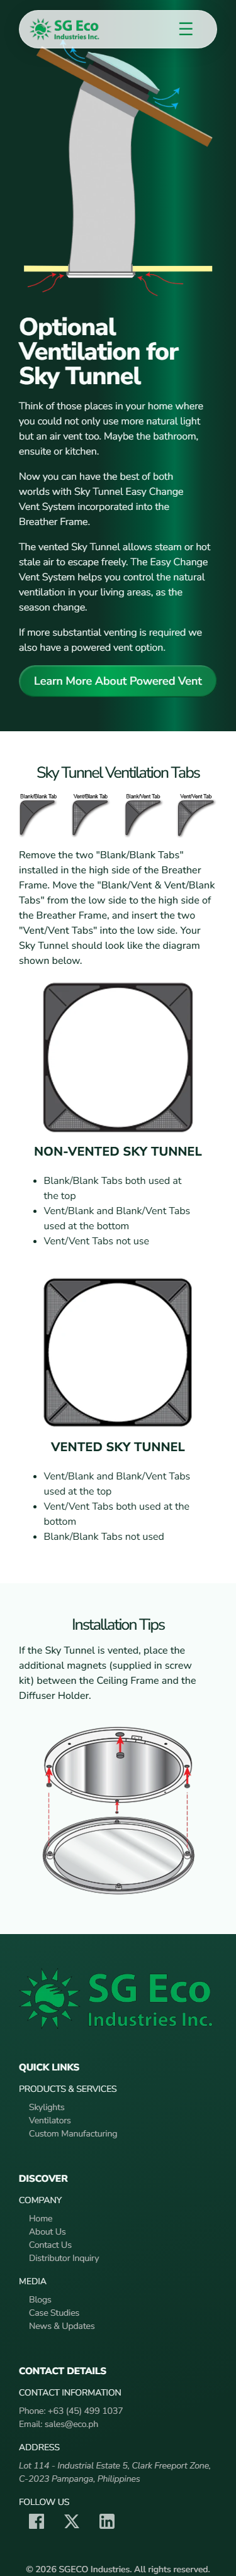 SG Eco
Industries Inc.
Optional
Ventilation for
Sky Tunnel
Think of those places in your home where
you could not only use more natural light
but an air vent too. Maybe the bathroom,
ensuite or kitchen.
Now you can have the best of both
worlds with Sky Tunnel Easy Change
Vent System incorporated into the
Breather Frame.
The vented Sky Tunnel allows steam or hot
stale air to escape freely. The Easy Change
Vent System helps you control the natural
ventilation in your living areas, as the
season change.
If more substantial venting is required we
also have a powered vent option.
Learn More About Powered Vent
Sky Tunnel Ventilation Tabs
Blank/Blank Tab Vent/Blank Tab Blank/Vent Tab Vent/Vent Tab
Remove the two "Blank/Blank Tabs"
installed in the high side of the Breather
Frame. Move the "Blank/Vent & Vent/Blank
Tabs" from the low side to the high side of
the Breather Frame, and insert the two
"Vent/Vent Tabs" into the low side. Your
Sky Tunnel should look like the diagram
shown below.
NON-VENTED SKY TUNNEL
• Blank/Blank Tabs both used at
the top
• Vent/Blank and Blank/Vent Tabs
used at the bottom
• Vent/Vent Tabs not use
VENTED SKY TUNNEL
• Vent/Blank and Blank/Vent Tabs
used at the top
• Vent/Vent Tabs both used at the
bottom
• Blank/Blank Tabs not used
Installation Tips
If the Sky Tunnel is vented, place the
additional magnets (supplied in screw
kit) between the Ceiling Frame and the
Diffuser Holder.
SG Eco
Industries Inc.
QUICK LINKS
PRODUCTS & SERVICES
Skylights
Ventilators
Custom Manufacturing
DISCOVER
COMPANY
Home
About Us
Contact Us
Distributor Inquiry
MEDIA
Blogs
Case Studies
News & Updates
CONTACT DETAILS
CONTACT INFORMATION
Phone: +63 (45) 499 1037
Email: sales@eco.ph
ADDRESS
Lot 114 - Industrial Estate 5, Clark Freeport Zone,
C-2023 Pampanga, Philippines
FOLLOW US
© 2026 SGECO Industries. All rights reserved.